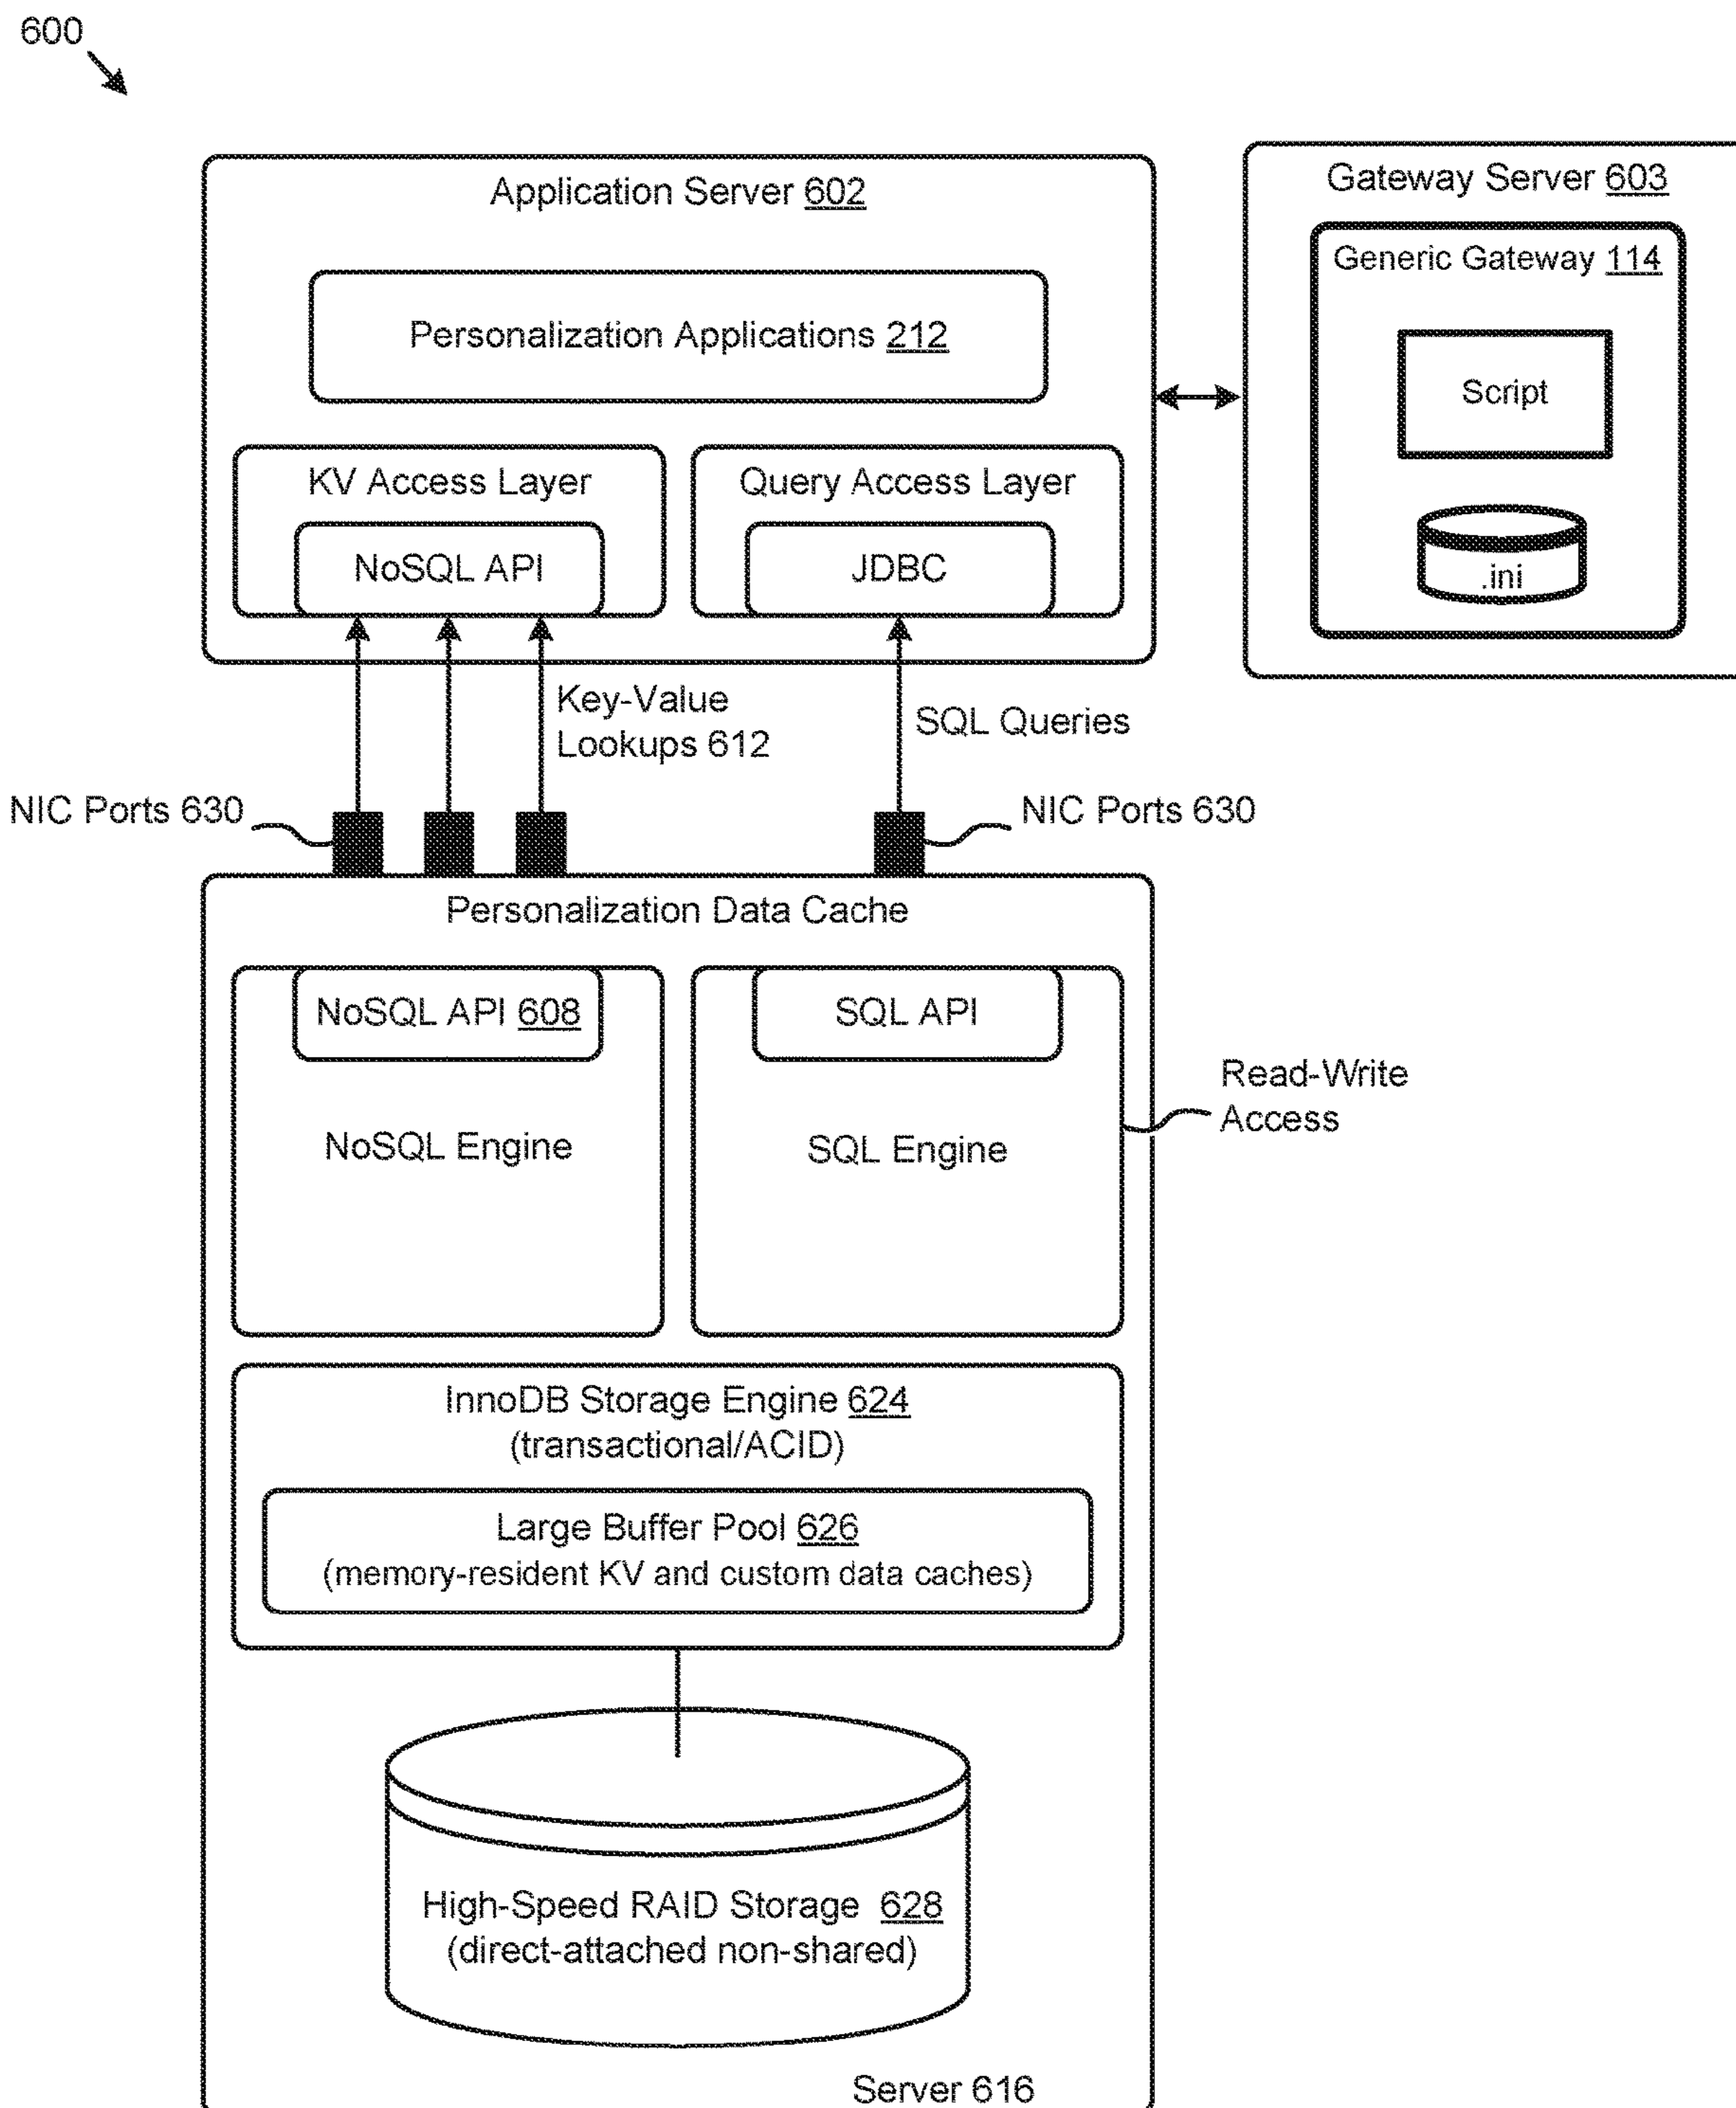 600
Application Server 602
Gateway Server 603
Generic Gateway 114
Personalization Applications 212
Script
KV Access Layer
Query Access Layer
NoSQL API
JDBC
.ini
Key-Value
Lookups 612
SQL Queries
NIC Ports 630
NIC Ports 630
Personalization Data Cache
NoSQL API 608
SQL API
Read-Write
Access
NoSQL Engine
SQL Engine
InnoDB Storage Engine 624
(transactional/ACID)
Large Buffer Pool 626
(memory-resident KV and custom data caches)
High-Speed RAID Storage 628
(direct-attached non-shared)
Server 616